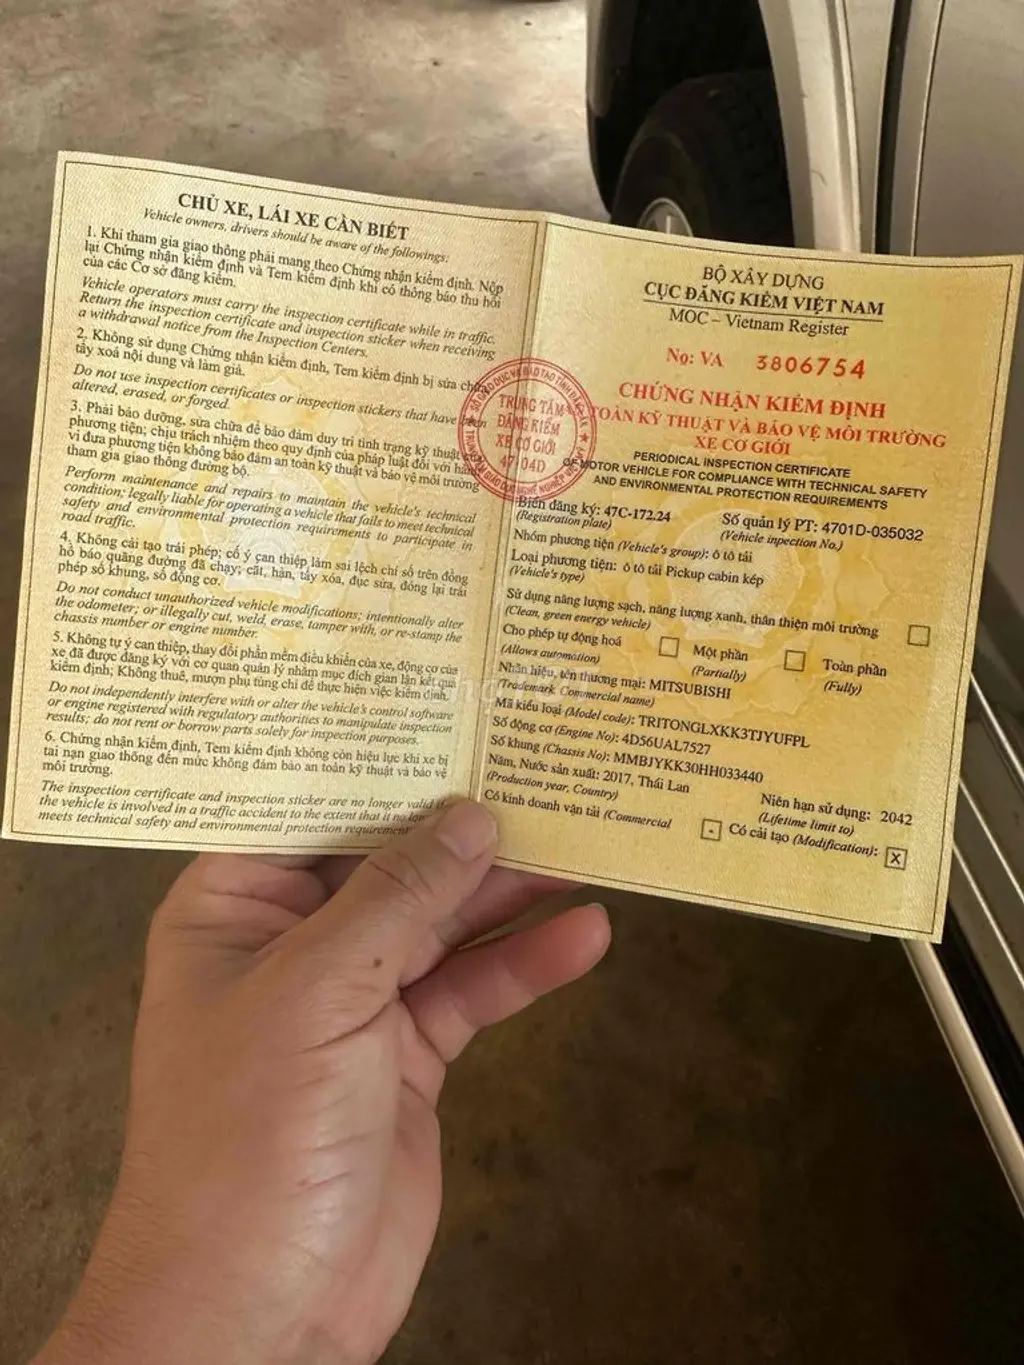 CHỦ XE, LÁI XE CẦN BIẾT
Vehicle owners, drivers should be aware of the followings:
1. Khi tham gia giao thông phải mang theo Chứng nhận kiểm định. Nộp
lại Chứng nhận kiểm định và Tem kiểm định khi có thông báo thu hồi
của các Cơ sở đăng kiểm.
Vehicle operators must carry the inspection certificate while in traffic.
Return the inspection certificate and inspection sticker when receiving
a withdrawal notice from the Inspection Centers.
2. Không sử dụng Chứng nhận kiểm định, Tem kiểm định bị sửa chữa,
tẩy xoá nội dung và làm giả.
Do not use inspection certificates or inspection stickers that have been
altered, erased, or forged.
3. Phải bảo dưỡng, sửa chữa để bảo đảm duy trì tình trạng kỹ thuật
phương tiện; chịu trách nhiệm theo quy định của pháp luật đối với hành
vi đưa phương tiện không bảo đảm an toàn kỹ thuật và bảo vệ môi trường
tham gia giao thông đường bộ.
Perform maintenance and repairs to maintain the vehicle's technical
condition; legally liable for operating a vehicle that fails to meet technical
safety and environmental protection requirements to participate in
road traffic.
4. Không cải tạo trái phép; cố ý can thiệp làm sai lệch chỉ số trên đồng
hồ báo quãng đường đã chạy; cắt, hàn, tẩy xóa, đục sửa, đóng lại trái
phép số khung, số động cơ.
Do not conduct unauthorized vehicle modifications; intentionally alter
the odometer; or illegally cut, weld, erase, tamper with, or re-stamp the
chassis number or engine number.
5. Không tự ý can thiệp, thay đổi phần mềm điều khiển của xe, động cơ của
xe đã được đăng ký với cơ quan quản lý nhằm mục đích gian lận kết quả
kiểm định; Không thuê, mượn phụ tùng chỉ để thực hiện việc kiểm định.
Do not independently interfere with or alter the vehicle's control software
or engine registered with regulatory authorities to manipulate inspection
results; do not rent or borrow parts solely for inspection purposes.
6. Chứng nhận kiểm định, Tem kiểm định không còn hiệu lực khi xe bị
tai nạn giao thông đến mức không đảm bảo an toàn kỹ thuật và bảo vệ
môi trường.
The inspection certificate and inspection sticker are no longer valid if
the vehicle is involved in a traffic accident to the extent that it no longer
meets technical safety and environmental protection requirements
TRUNG TÂM
ĐĂNG KIỂM
XE CƠ GIỚI
47-04D
BỘ XÂY DỰNG
CỤC ĐĂNG KIỂM VIỆT NAM
MOC – Vietnam Register
No: VA 3806754
CHỨNG NHẬN KIỂM ĐỊNH
TOÀN KỸ THUẬT VÀ BẢO VỆ MÔI TRƯỜNG
XE CƠ GIỚI
PERIODICAL INSPECTION CERTIFICATE
OF MOTOR VEHICLE FOR COMPLIANCE WITH TECHNICAL SAFETY
AND ENVIRONMENTAL PROTECTION REQUIREMENTS
Biển đăng ký: 47C-172.24 Số quản lý PT: 4701D-035032
(Registration plate) (Vehicle inspection No.)
Nhóm phương tiện (Vehicle's group): ô tô tải
Loại phương tiện: ô tô tải Pickup cabin kép
(Vehicle's type)
Sử dụng năng lượng sạch, năng lượng xanh, thân thiện môi trường
(Clean, green energy vehicle)
Cho phép tự động hoá Một phần Toàn phần
(Allows automation) (Partially) (Fully)
Nhãn hiệu, tên thương mại: MITSUBISHI
(Trademark Commercial name)
Mã kiểu loại (Model code): TRITONGLXKK3TJYUFPL
Số động cơ (Engine No): 4D56UAL7527
Số khung (Chassis No): MMBJYKK30HH033440
Năm, Nước sản xuất: 2017, Thái Lan Niên hạn sử dụng: 2042
(Production year, Country) (Lifetime limit to)
Có kinh doanh vận tải (Commercial - Có cải tạo (Modification): X